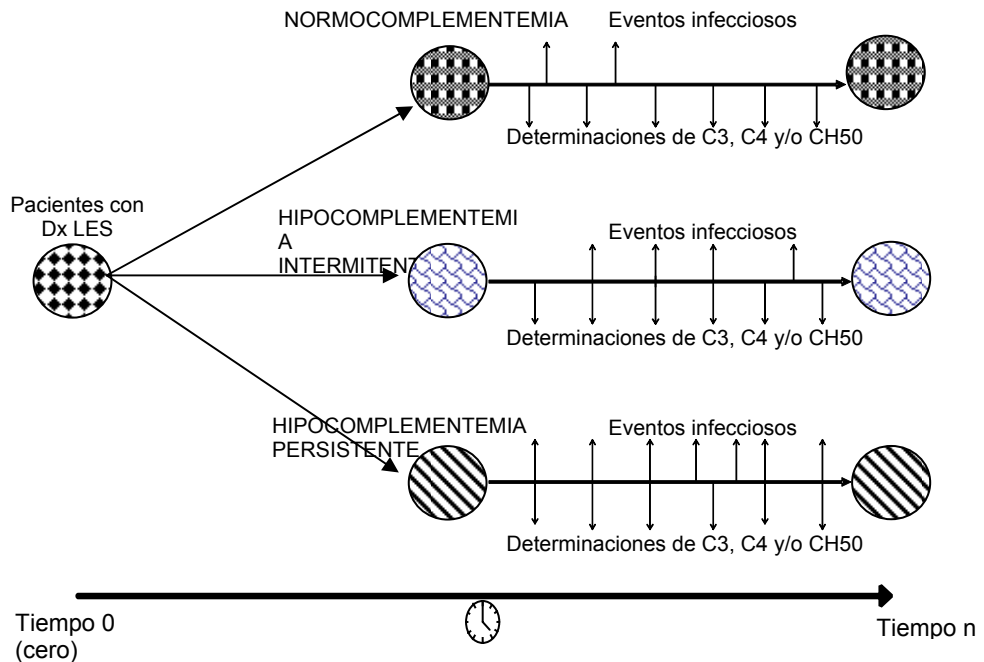 NORMOCOMPLEMENTEMIA
Eventos infecciosos
Determinaciones de C3, C4 y/o CH50
Pacientes con
Dx LES
HIPOCOMPLEMENTEMI
A
INTERMITENT
Eventos infecciosos
Determinaciones de C3, C4 y/o CH50
HIPOCOMPLEMENTEMIA
PERSISTENTE
Eventos infecciosos
Determinaciones de C3, C4 y/o CH50
Tiempo 0
(cero)
Tiempo n